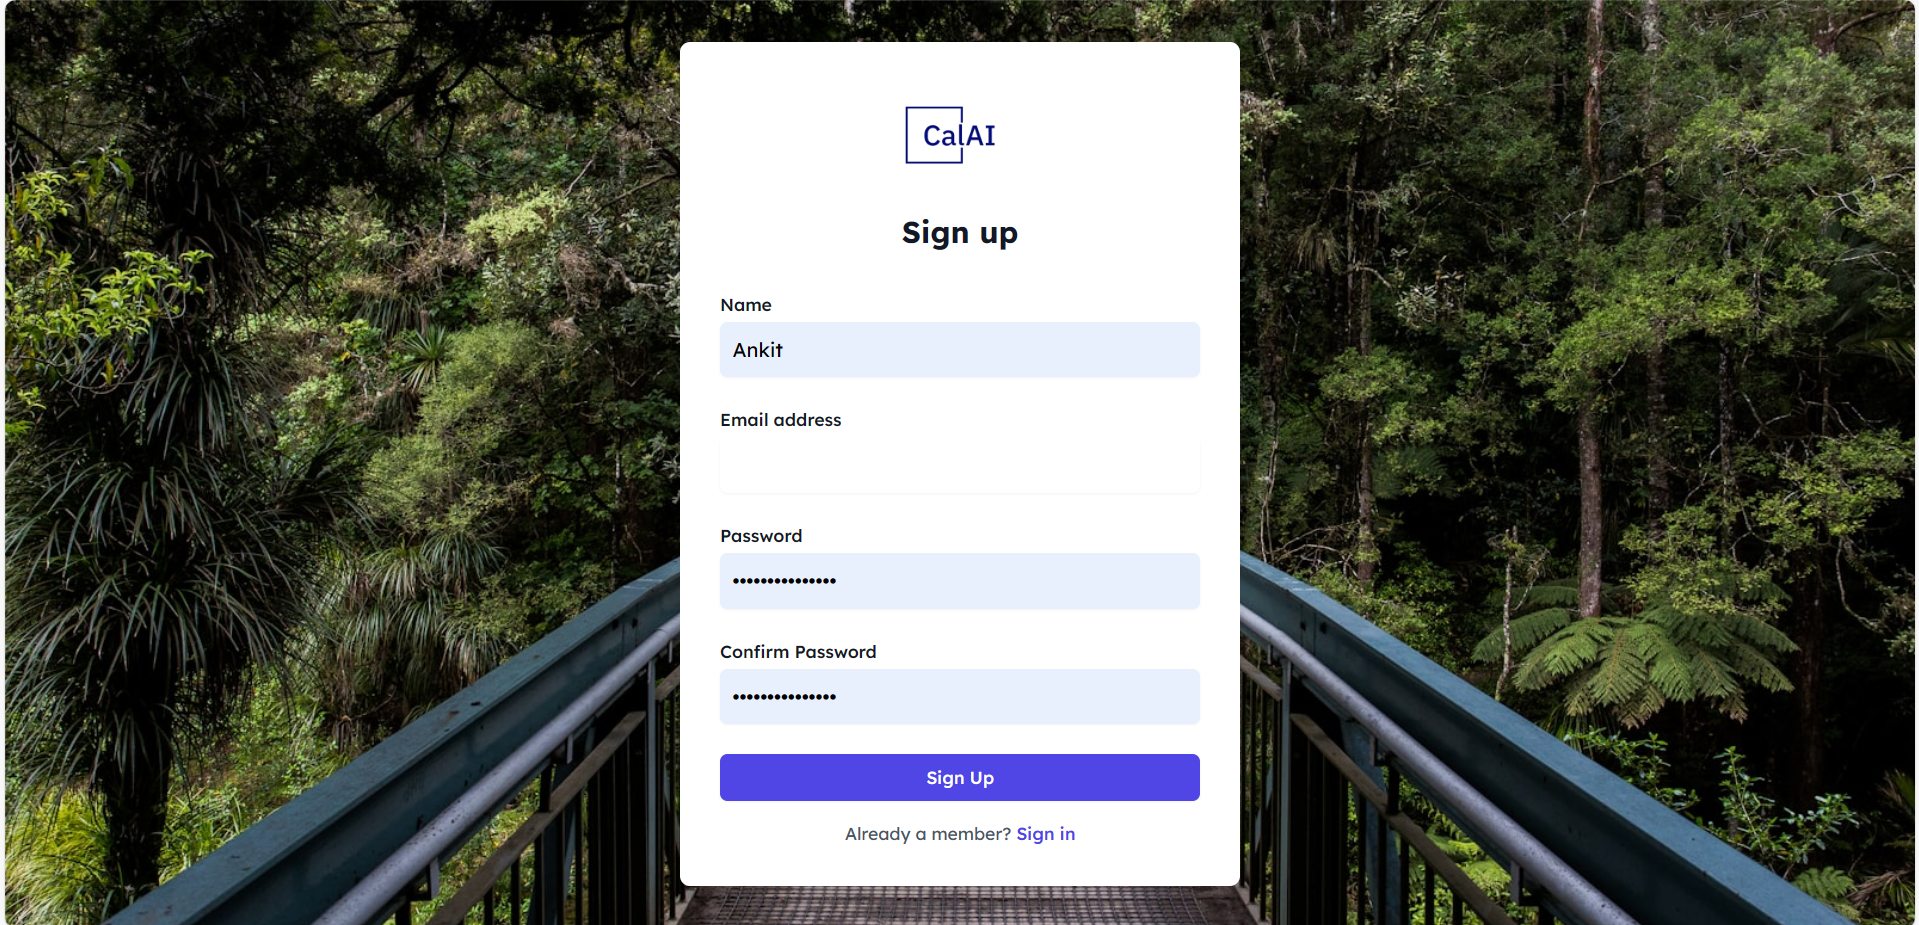 CalAI
Sign up
Name
Ankit
Email address
Password
•••••••••••••••
Confirm Password
•••••••••••••••
Sign Up
Already a member? Sign in